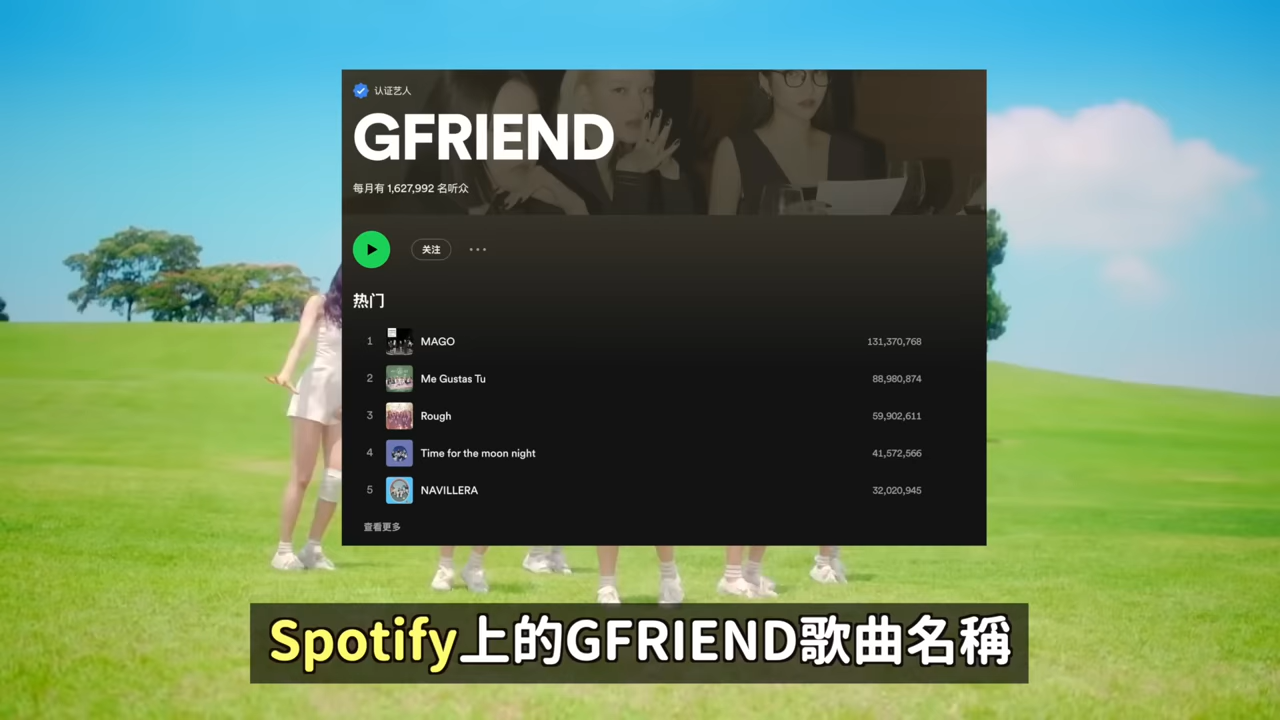 认证艺人
GFRIEND
每月有 1,627,992 名听众
关注
热门
1 MAGO 131,370,768
2 Me Gustas Tu 88,980,874
3 Rough 59,902,611
4 Time for the moon night 41,572,566
5 NAVILLERA 32,020,945
查看更多
Spotify上的GFRIEND歌曲名稱